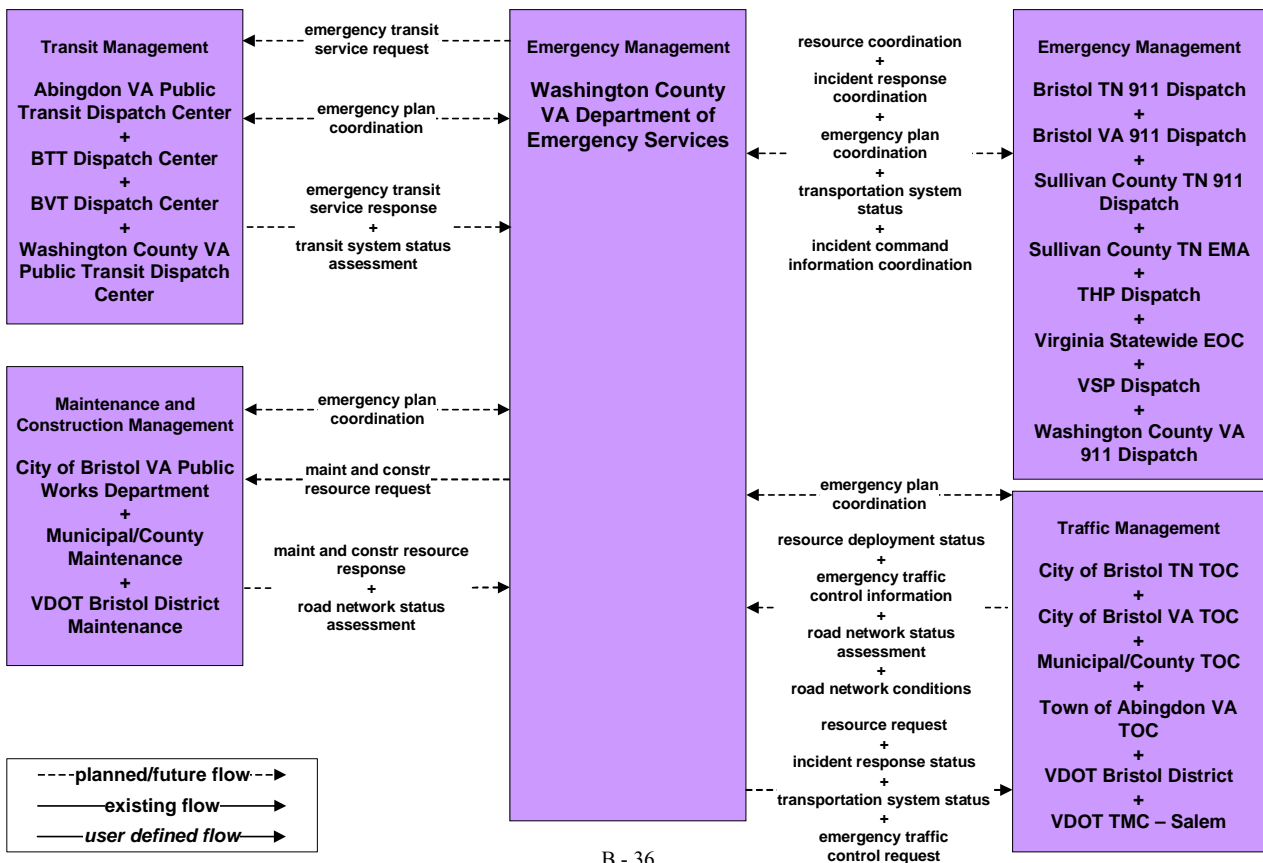 Transit Management
Abingdon VA Public
Transit Dispatch Center
+
BTT Dispatch Center
+
BVT Dispatch Center
+
Washington County VA
Public Transit Dispatch
Center
emergency transit
service request
emergency plan
coordination
emergency transit
service response
+
transit system status
assessment
Maintenance and
Construction Management
City of Bristol VA Public
Works Department
+
Municipal/County
Maintenance
+
VDOT Bristol District
Maintenance
emergency plan
coordination
maint and constr
resource request
maint and constr resource
response
+
road network status
assessment
Emergency Management
Washington County
VA Department of
Emergency Services
resource coordination
+
incident response
coordination
+
emergency plan
coordination
+
transportation system
status
+
incident command
information coordination
Emergency Management
Bristol TN 911 Dispatch
+
Bristol VA 911 Dispatch
+
Sullivan County TN 911
Dispatch
+
Sullivan County TN EMA
+
THP Dispatch
+
Virginia Statewide EOC
+
VSP Dispatch
+
Washington County VA
911 Dispatch
emergency plan
coordination
resource deployment status
+
emergency traffic
control information
+
road network status
assessment
+
road network conditions
resource request
+
incident response status
+
transportation system status
+
emergency traffic
control request
Traffic Management
City of Bristol TN TOC
+
City of Bristol VA TOC
+
Municipal/County TOC
+
Town of Abingdon VA
TOC
+
VDOT Bristol District
+
VDOT TMC – Salem
planned/future flow
existing flow
user defined flow
B - 36